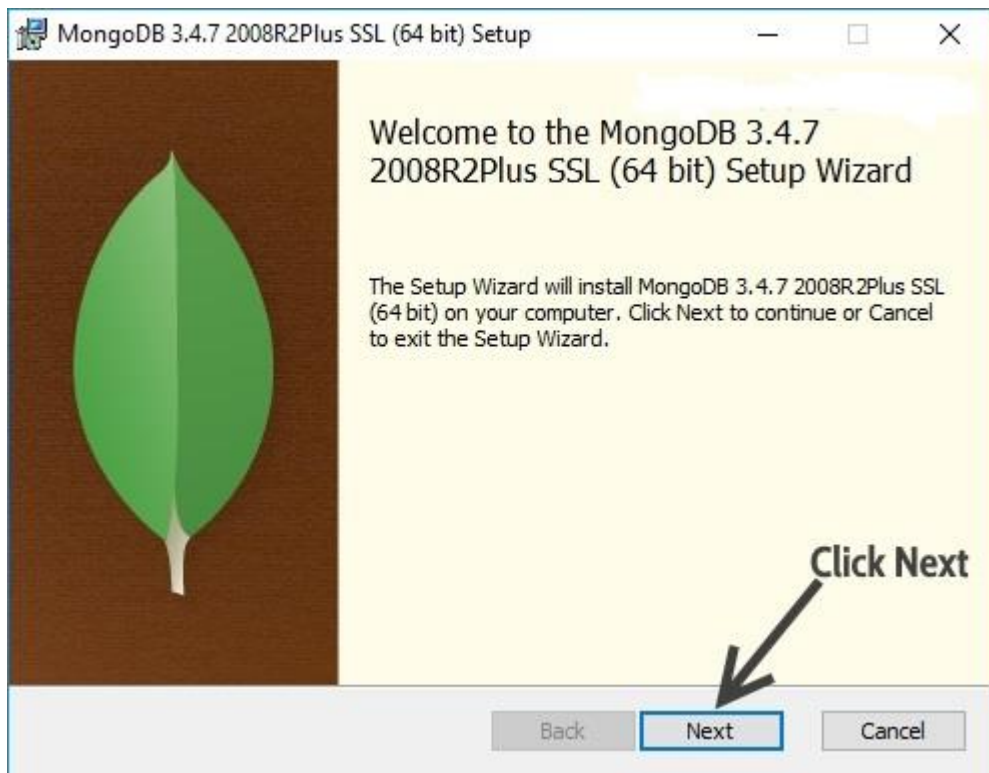 MongoDB 3.4.7 2008R2Plus SSL (64 bit) Setup
Welcome to the MongoDB 3.4.7
2008R2Plus SSL (64 bit) Setup Wizard
The Setup Wizard will install MongoDB 3.4.7 2008R2Plus SSL
(64 bit) on your computer. Click Next to continue or Cancel
to exit the Setup Wizard.
Click Next
Back Next Cancel